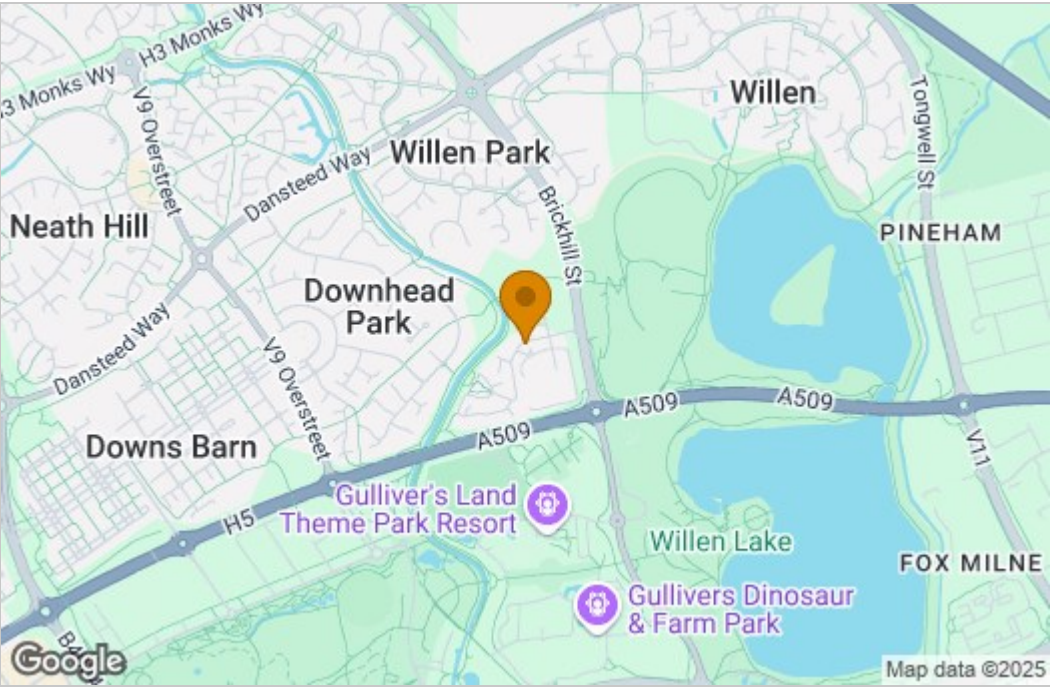 H3 Monks Wy
H3 Monks Wy
V9 Overstreet
Dansteed Way
Willen Park
Willen
Tongwell St
Brickhill St
Neath Hill
PINEHAM
Downhead
Park
Dansteed Way
V9 Overstreet
A509
A509
Downs Barn
A509
V11
H5
Gulliver's Land
Theme Park Resort
Willen Lake
FOX MILNE
Gullivers Dinosaur
& Farm Park
Google
Map data ©2025